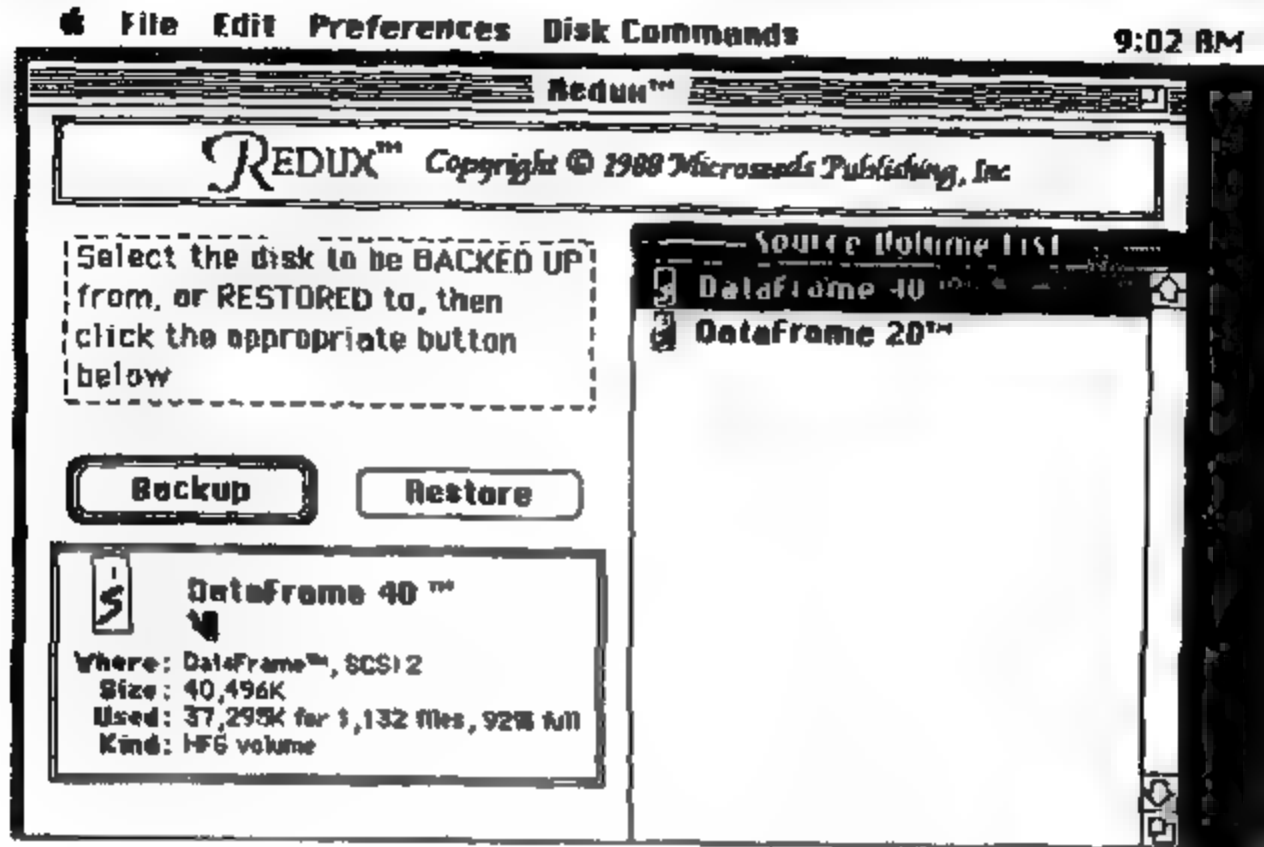 File Edit Preferences Disk Commands
9:02 AM
Redux™
REDUX™ Copyright © 1988 Microseeds Publishing, Inc
Select the disk to be BACKED UP
from, or RESTORED to, then
click the appropriate button
below
Backup
Restore
DataFrame 40 ™
Where: DataFrame™, SCSI 2
Size: 40,496K
Used: 37,295K for 1,132 files, 92% full
Kind: HFS volume
Source Volume List
DataFrame 40
DataFrame 20™